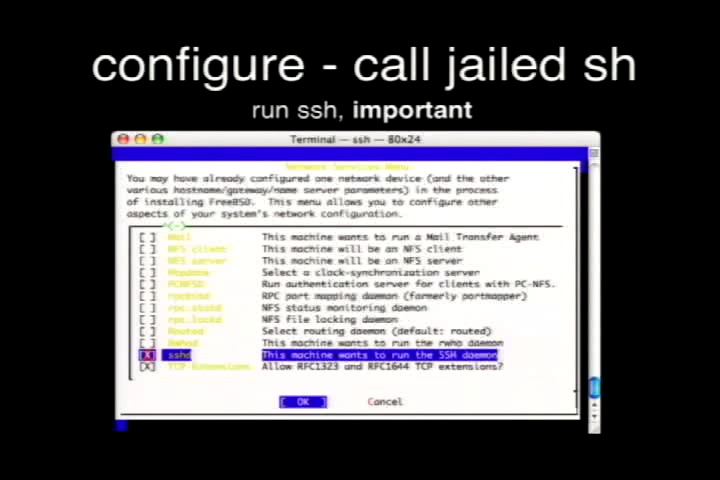 configure - call jailed sh
run ssh, important
Terminal — ssh — 80x24
Network Services Menu
You may have already configured one network device (and the other
various hostname/gateway/name server parameters) in the process
of installing FreeBSD. This menu allows you to configure other
aspects of your system's network configuration.
^(-)
[ ] Mail This machine wants to run a Mail Transfer Agent
[ ] NFS client This machine will be an NFS client
[ ] NFS server This machine will be an NFS server
[ ] Select a clock-synchronization server
[ ] PCNFSD Run authentication server for clients with PC-NFS.
[ ] rpcbind RPC port mapping daemon (formerly portmapper)
[ ] rpc.statd NFS status monitoring daemon
[ ] rpc.lockd NFS file locking daemon
[ ] Routed Select routing daemon (default: routed)
[ ] Rwhod This machine wants to run the rwho daemon
[X] sshd This machine wants to run the SSH daemon
[X] TCP Extensions Allow RFC1323 and RFC1644 TCP extensions?
[ OK ] Cancel